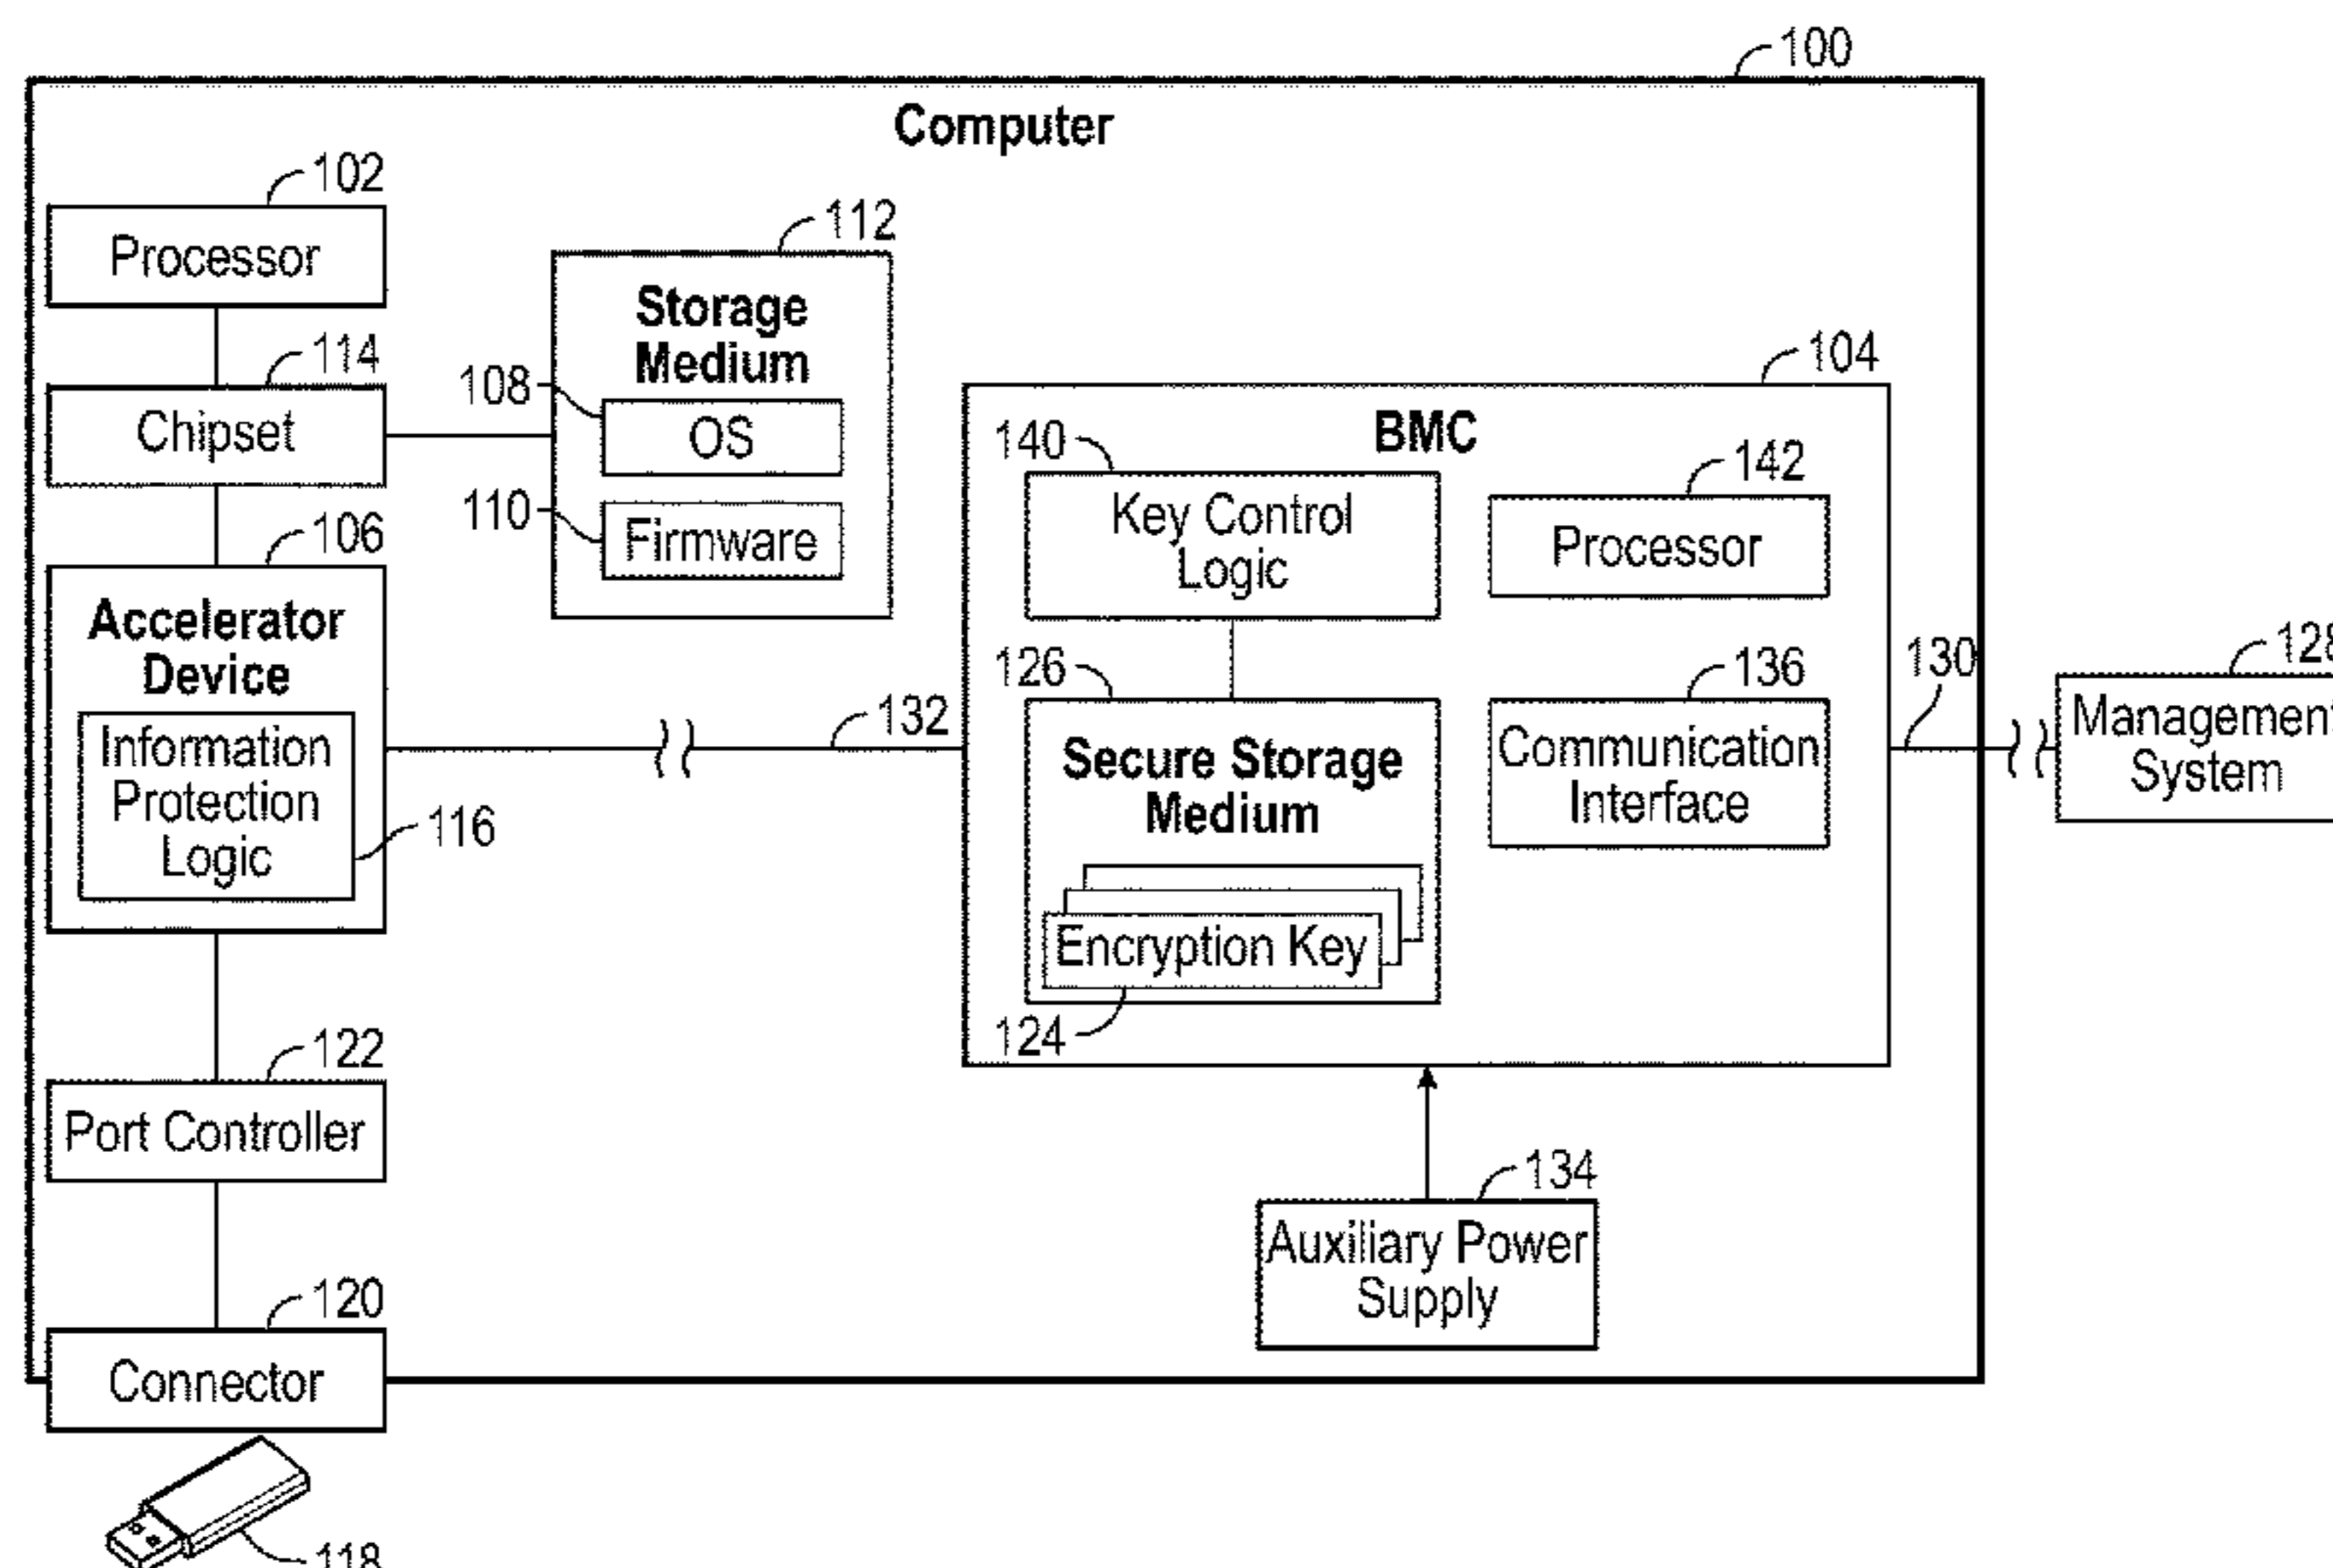 100
Computer
102
Processor
112
Storage
Medium
114
Chipset
108
OS
110
Firmware
104
BMC
140
Key Control
Logic
142
Processor
106
Accelerator
Device
Information
Protection
Logic
116
132
126
Secure Storage
Medium
Encryption Key
124
136
Communication
Interface
130
128
Management
System
122
Port Controller
134
Auxiliary Power
Supply
120
Connector
118